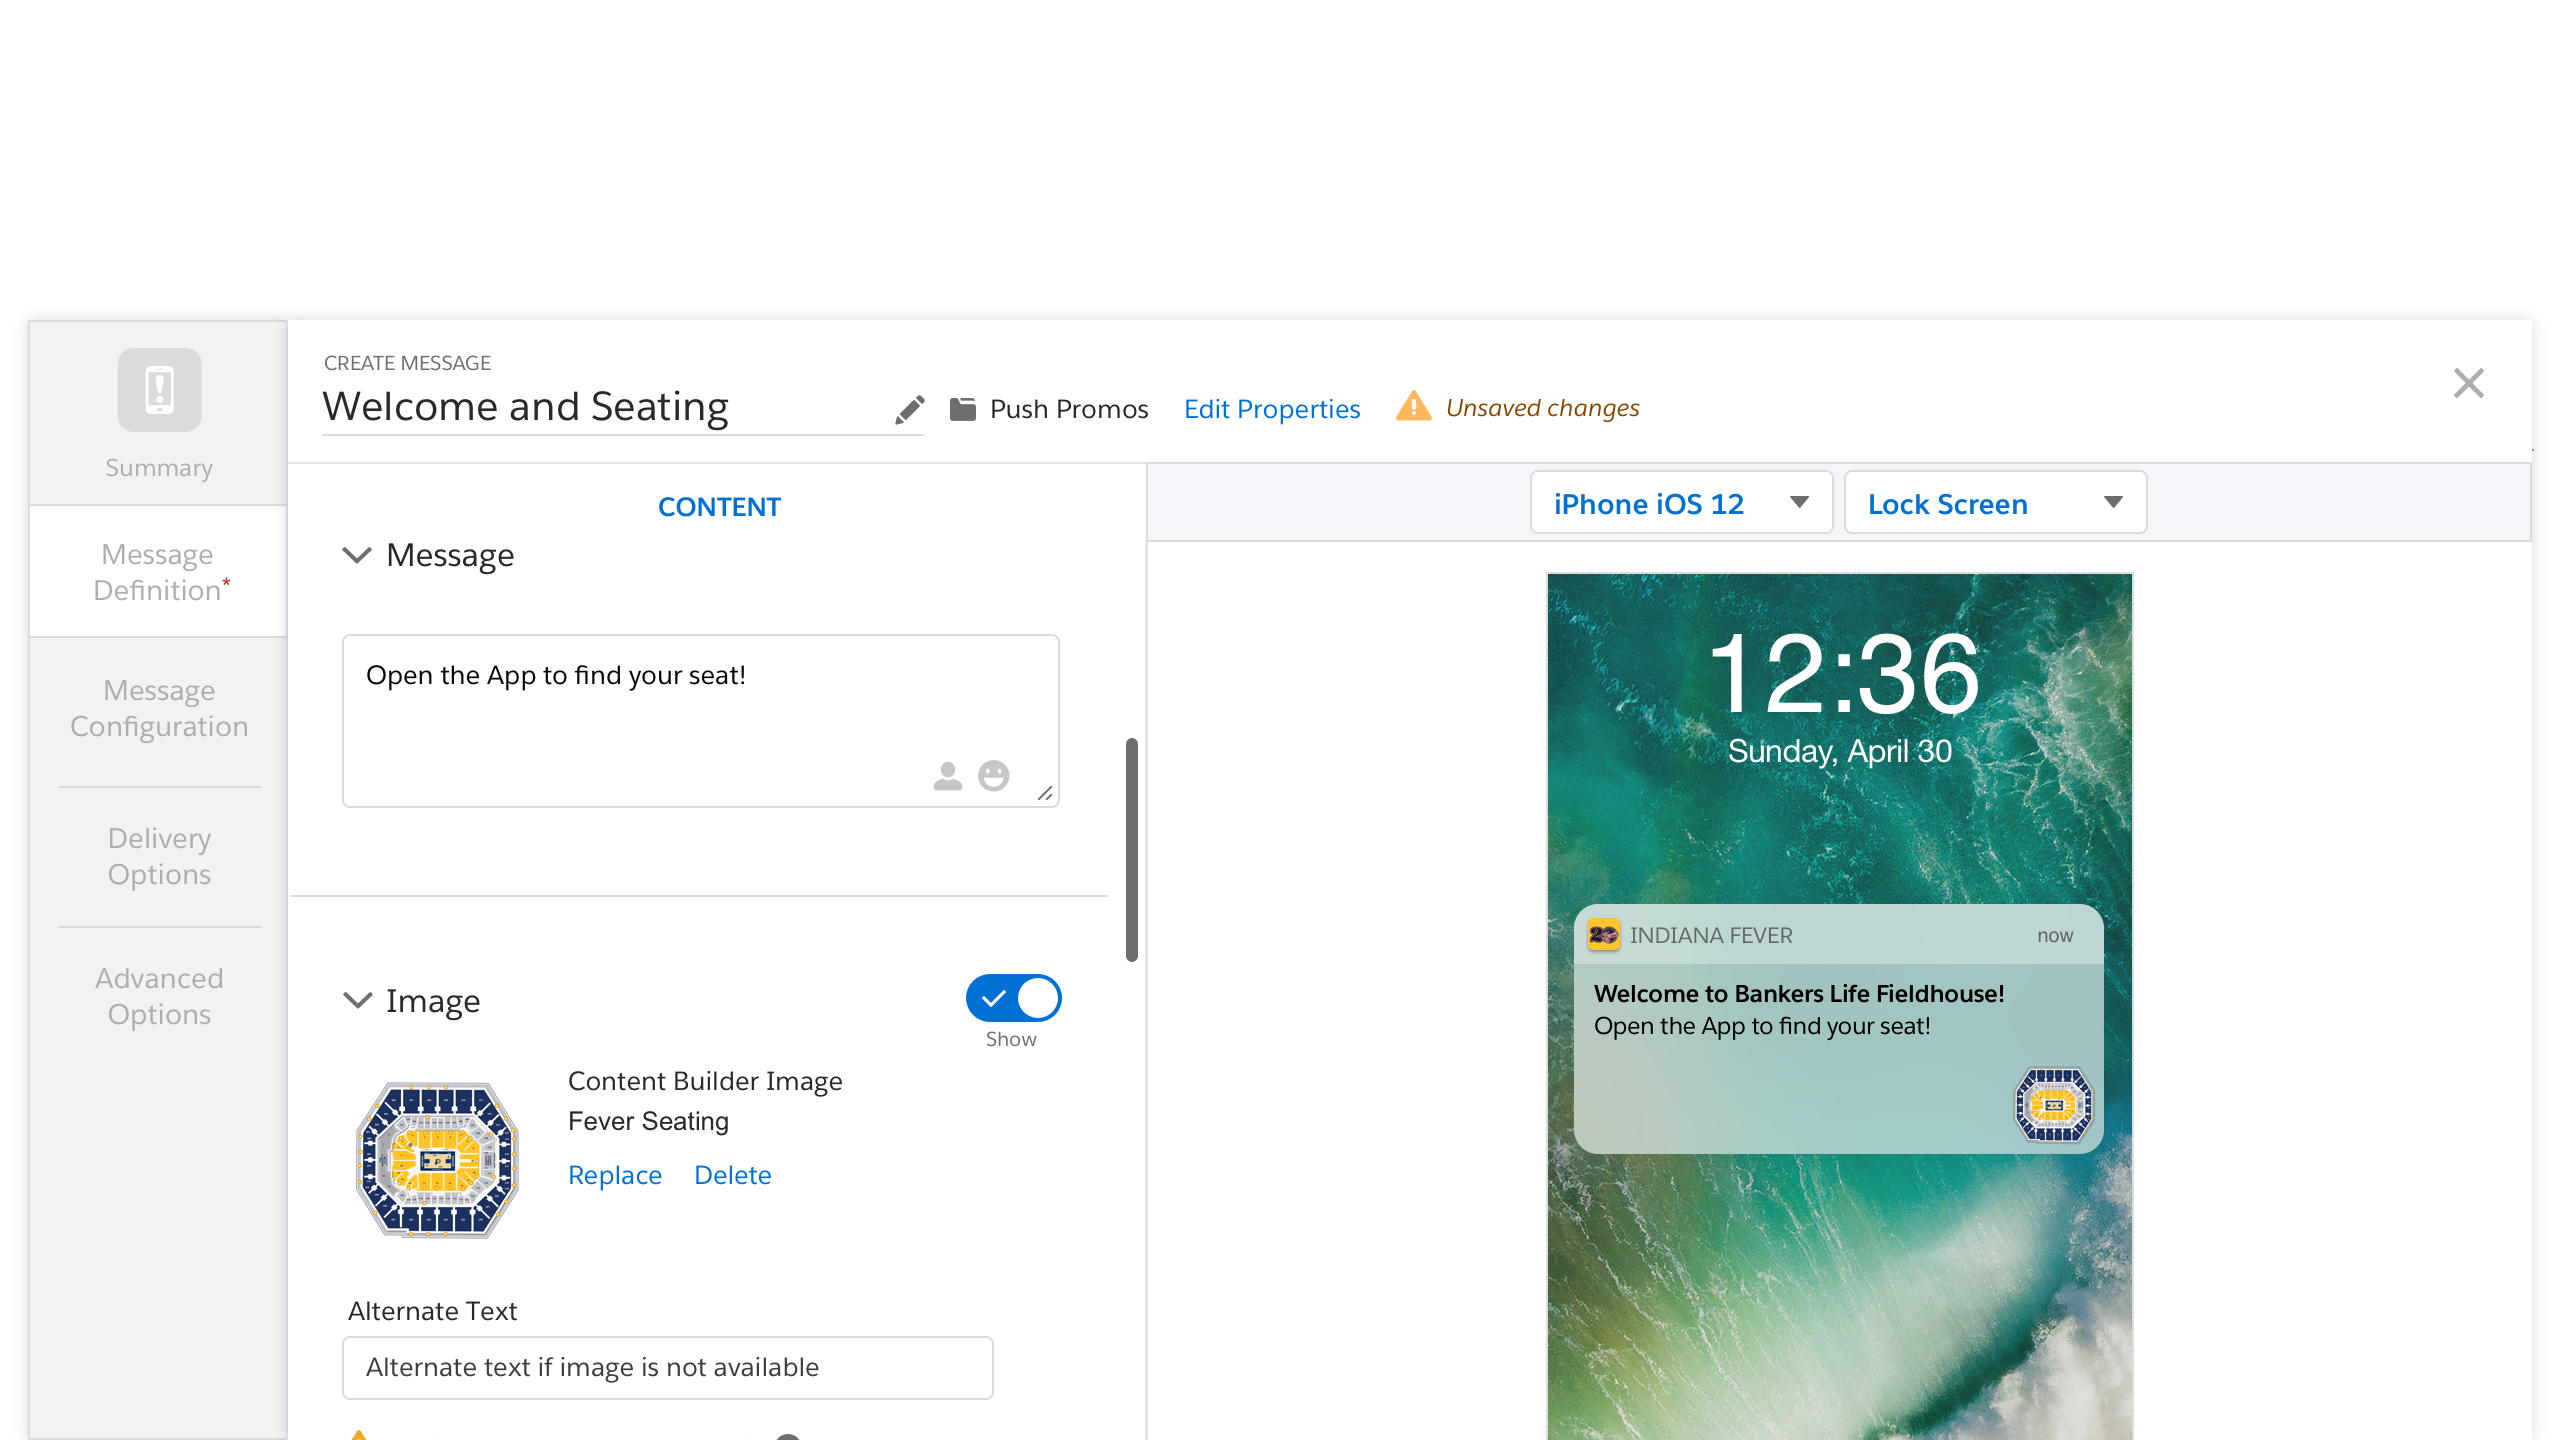 CREATE MESSAGE
Welcome and Seating
Push Promos
Edit Properties
Unsaved changes
Summary
Message
Definition*
Message
Configuration
Delivery
Options
Advanced
Options
CONTENT
Message
Open the App to find your seat!
Image
Show
Content Builder Image
Fever Seating
Replace
Delete
Alternate Text
Alternate text if image is not available
iPhone iOS 12
Lock Screen
12:36
Sunday, April 30
20
INDIANA FEVER
now
Welcome to Bankers Life Fieldhouse!
Open the App to find your seat!